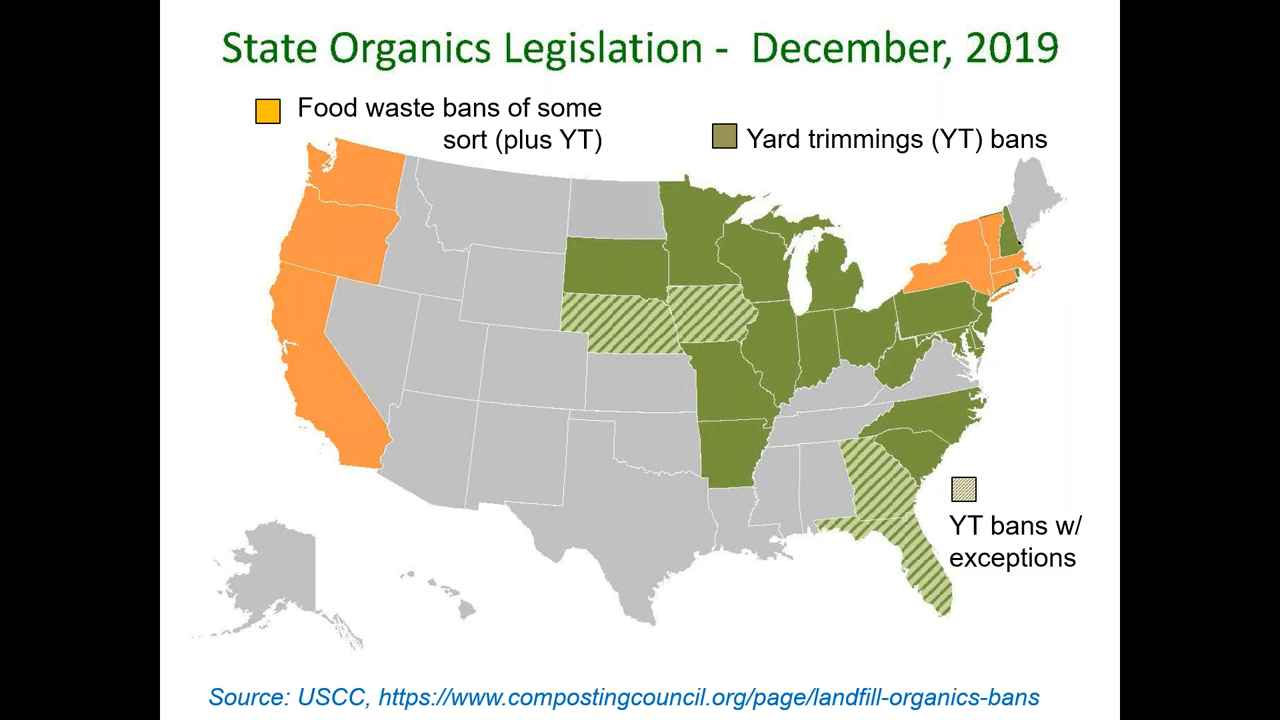 State Organics Legislation -  December, 2019
Food waste bans of some
sort (plus YT)
Yard trimmings (YT) bans
YT bans w/
exceptions
Source: USCC, https://www.compostingcouncil.org/page/landfill-organics-bans